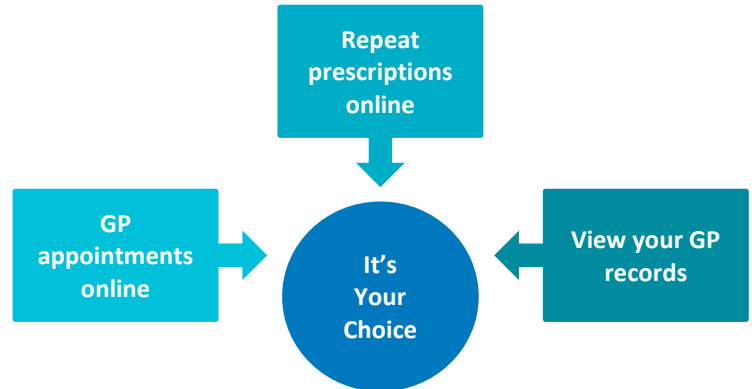 Repeat
prescriptions
online
GP
appointments
online
It’s
Your
Choice
View your GP
records